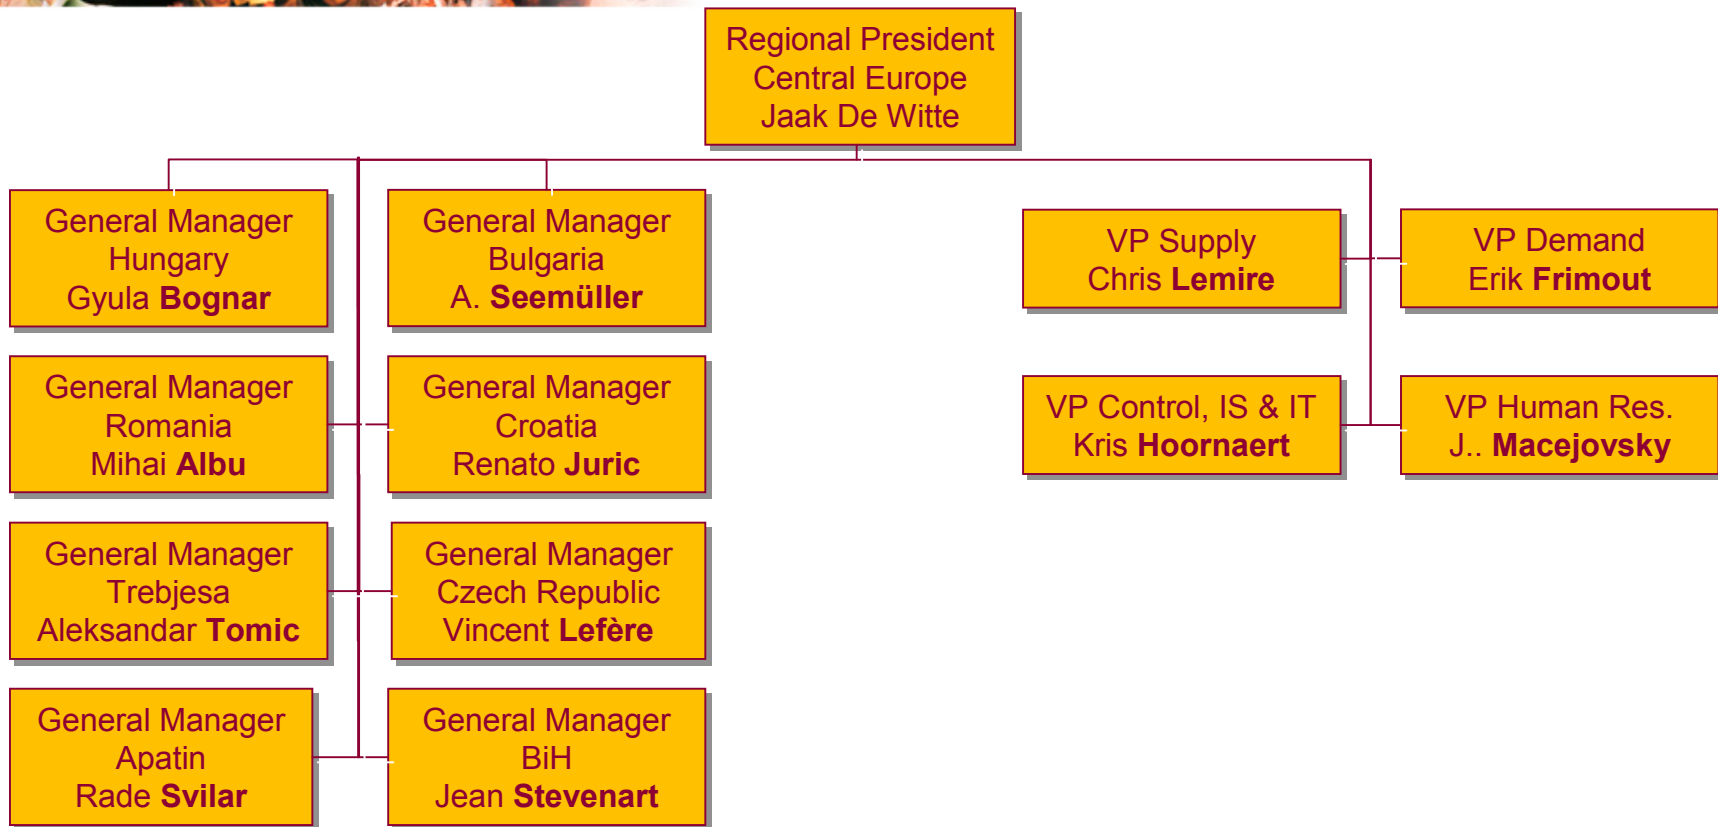 Regional President
Central Europe
Jaak De Witte
General Manager
Hungary
Gyula Bognar
General Manager
Bulgaria
A. Seemüller
VP Supply
Chris Lemire
VP Demand
Erik Frimout
General Manager
Romania
Mihai Albu
General Manager
Croatia
Renato Juric
VP Control, IS & IT
Kris Hoornaert
VP Human Res.
J.. Macejovsky
General Manager
Trebjesa
Aleksandar Tomic
General Manager
Czech Republic
Vincent Lefère
General Manager
Apatin
Rade Svilar
General Manager
BiH
Jean Stevenart